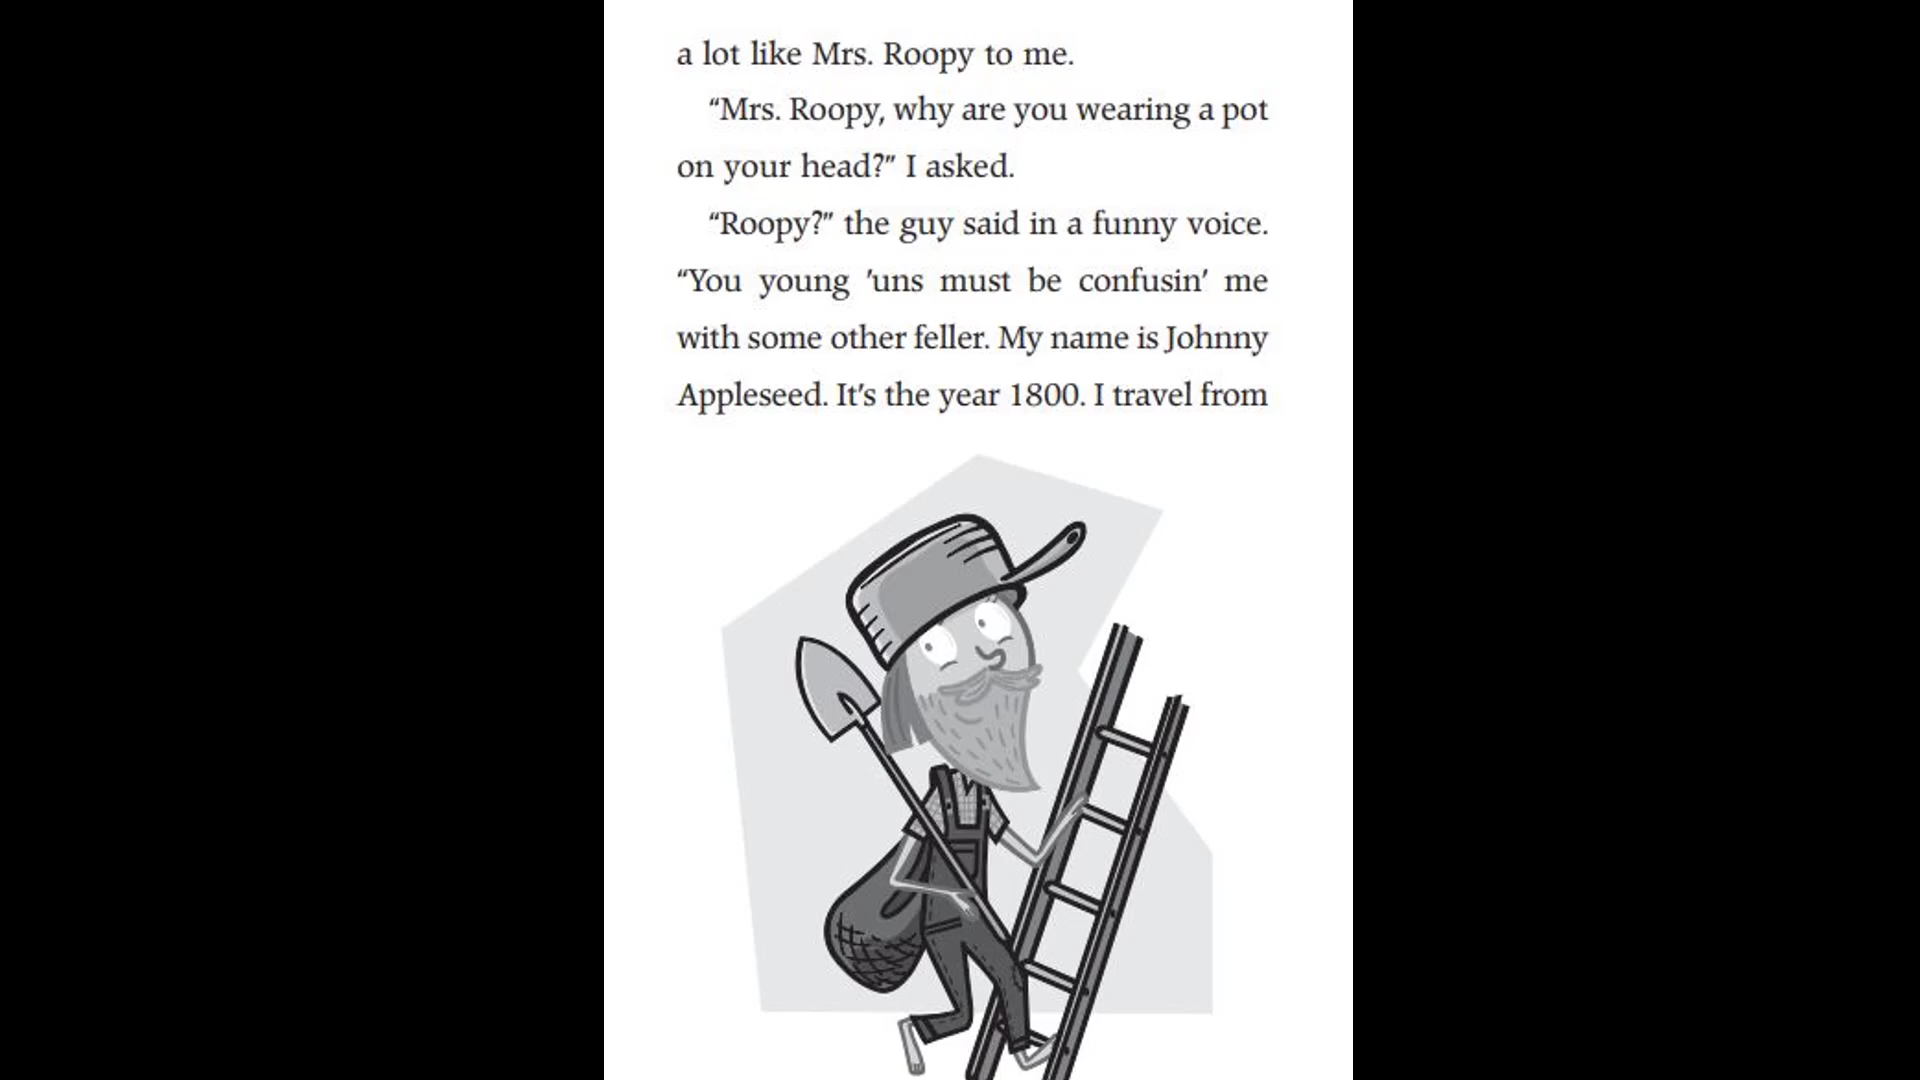 a lot like Mrs. Roopy to me.
“Mrs. Roopy, why are you wearing a pot
on your head?” I asked.
“Roopy?” the guy said in a funny voice.
“You young ’uns must be confusin’ me
with some other feller. My name is Johnny
Appleseed. It’s the year 1800. I travel from